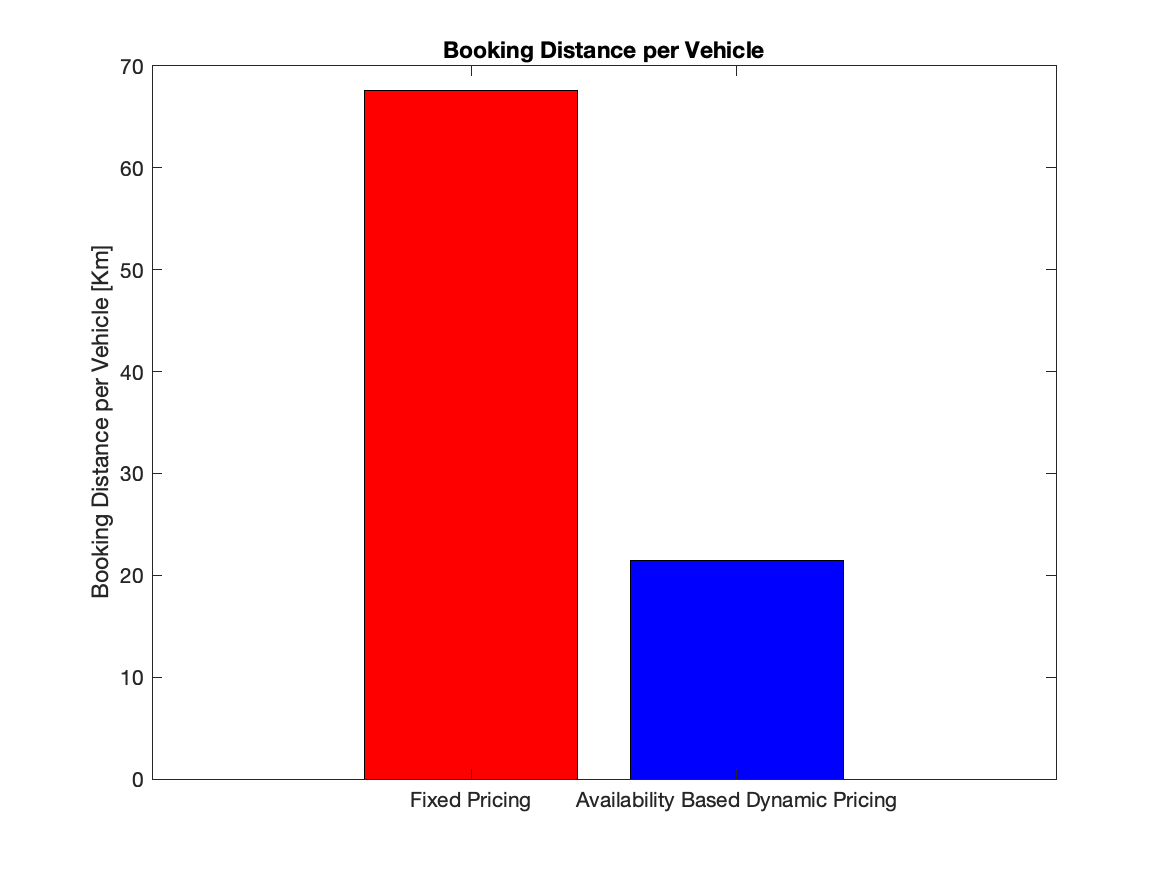 Booking Distance per Vehicle
Booking Distance per Vehicle [Km]
70
60
50
40
30
20
10
0
Fixed Pricing
Availability Based Dynamic Pricing